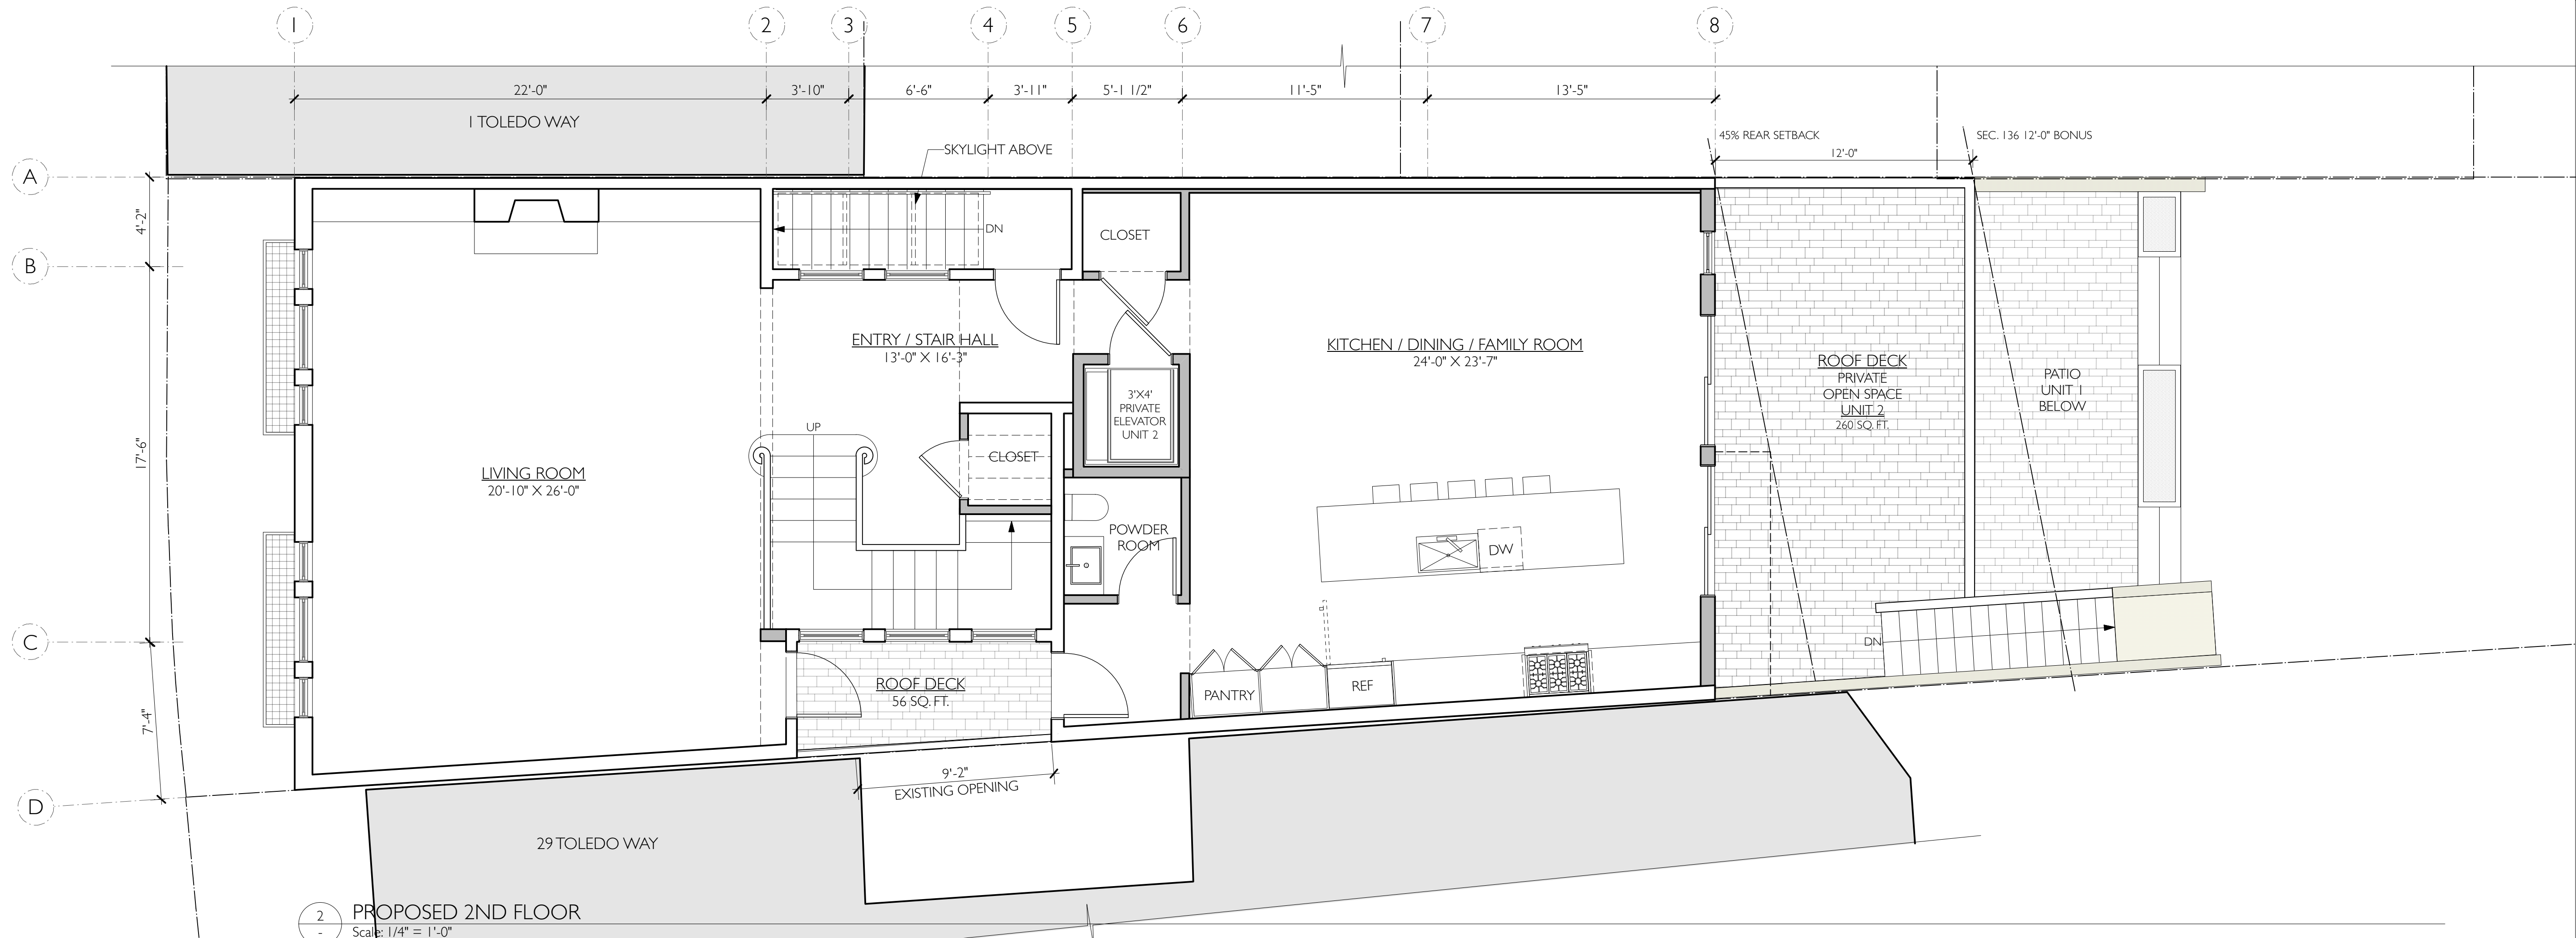 1 2 3 4 5 6 7 8
22'-0" 3'-10" 6'-6" 3'-11" 5'-1 1/2" 11'-5" 13'-5"
1 TOLEDO WAY
45% REAR SETBACK
SEC. 136 12'-0" BONUS
12'-0"
SKYLIGHT ABOVE
A
4'-2"
B
17'-6"
C
7'-4"
D
DN
CLOSET
ENTRY / STAIR HALL
13'-0" X 16'-3"
KITCHEN / DINING / FAMILY ROOM
24'-0" X 23'-7"
ROOF DECK
PRIVATE
OPEN SPACE
UNIT 2
260 SQ. FT.
PATIO
UNIT 1
BELOW
3'X4'
PRIVATE
ELEVATOR
UNIT 2
UP
CLOSET
LIVING ROOM
20'-10" X 26'-0"
POWDER
ROOM
DW
DN
ROOF DECK
56 SQ. FT.
PANTRY
REF
9'-2"
EXISTING OPENING
29 TOLEDO WAY
2
-
PROPOSED 2ND FLOOR
Scale: 1/4" = 1'-0"